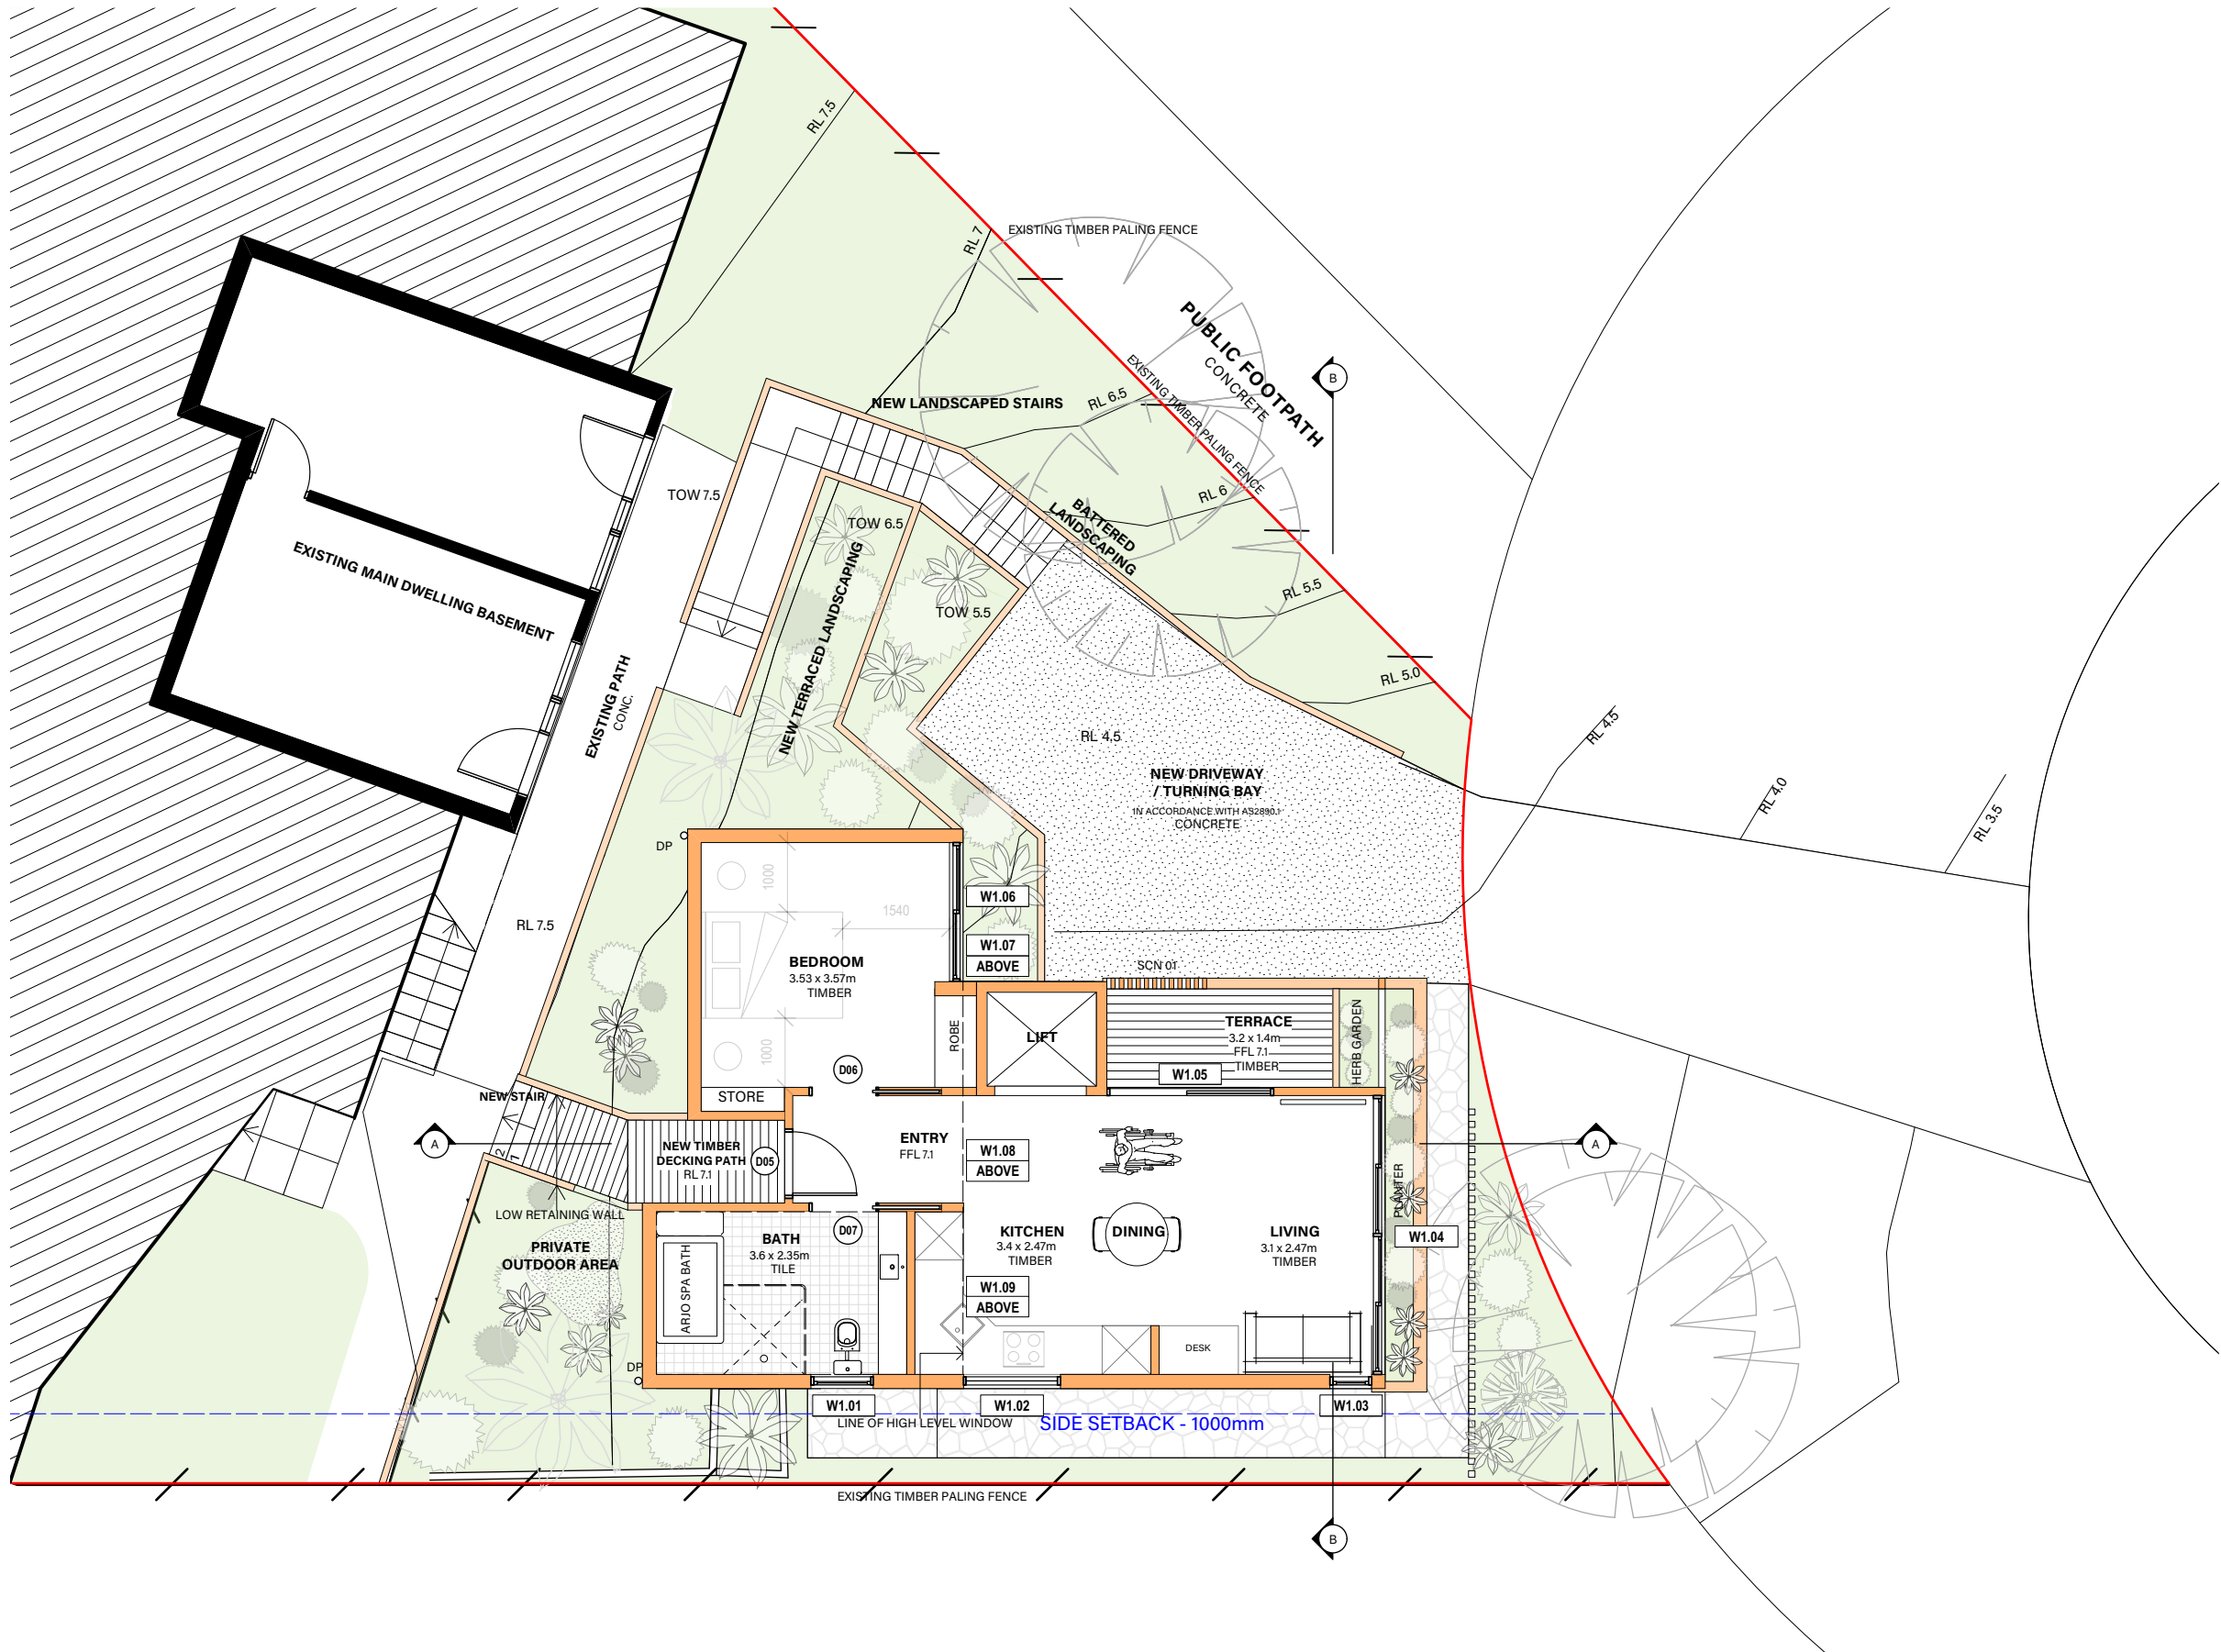 RL 7.5
RL 7
EXISTING TIMBER PALING FENCE
PUBLIC FOOTPATH
CONCRETE
EXISTING TIMBER PALING FENCE
B
NEW LANDSCAPED STAIRS
RL 6.5
TOW 7.5
TOW 6.5
RL 6
BATTERED
LANDSCAPING
EXISTING MAIN DWELLING BASEMENT
NEW TERRACED LANDSCAPING
TOW 5.5
RL 5.5
RL 5.0
EXISTING PATH
CONC.
RL 4.5
RL 4.5
NEW DRIVEWAY
/ TURNING BAY
IN ACCORDANCE WITH AS2890.1
CONCRETE
RL 4.0
RL 3.5
DP
1000
W1.06
1540
RL 7.5
W1.07
ABOVE
BEDROOM
3.53 x 3.57m
TIMBER
SCN 01
ROBE
LIFT
TERRACE
3.2 x 1.4m
FFL 7.1
TIMBER
HERB GARDEN
1000
D06
W1.05
STORE
NEW STAIR
A
2
1
NEW TIMBER
DECKING PATH
RL 7.1
D05
ENTRY
FFL 7.1
W1.08
ABOVE
A
PLANTER
LOW RETAINING WALL
PRIVATE
OUTDOOR AREA
BATH
3.6 x 2.35m
TILE
D07
KITCHEN
3.4 x 2.47m
TIMBER
DINING
LIVING
3.1 x 2.47m
TIMBER
W1.04
ARJO SPA BATH
W1.09
ABOVE
DESK
DP
W1.01
W1.02
W1.03
LINE OF HIGH LEVEL WINDOW
SIDE SETBACK - 1000mm
EXISTING TIMBER PALING FENCE
B